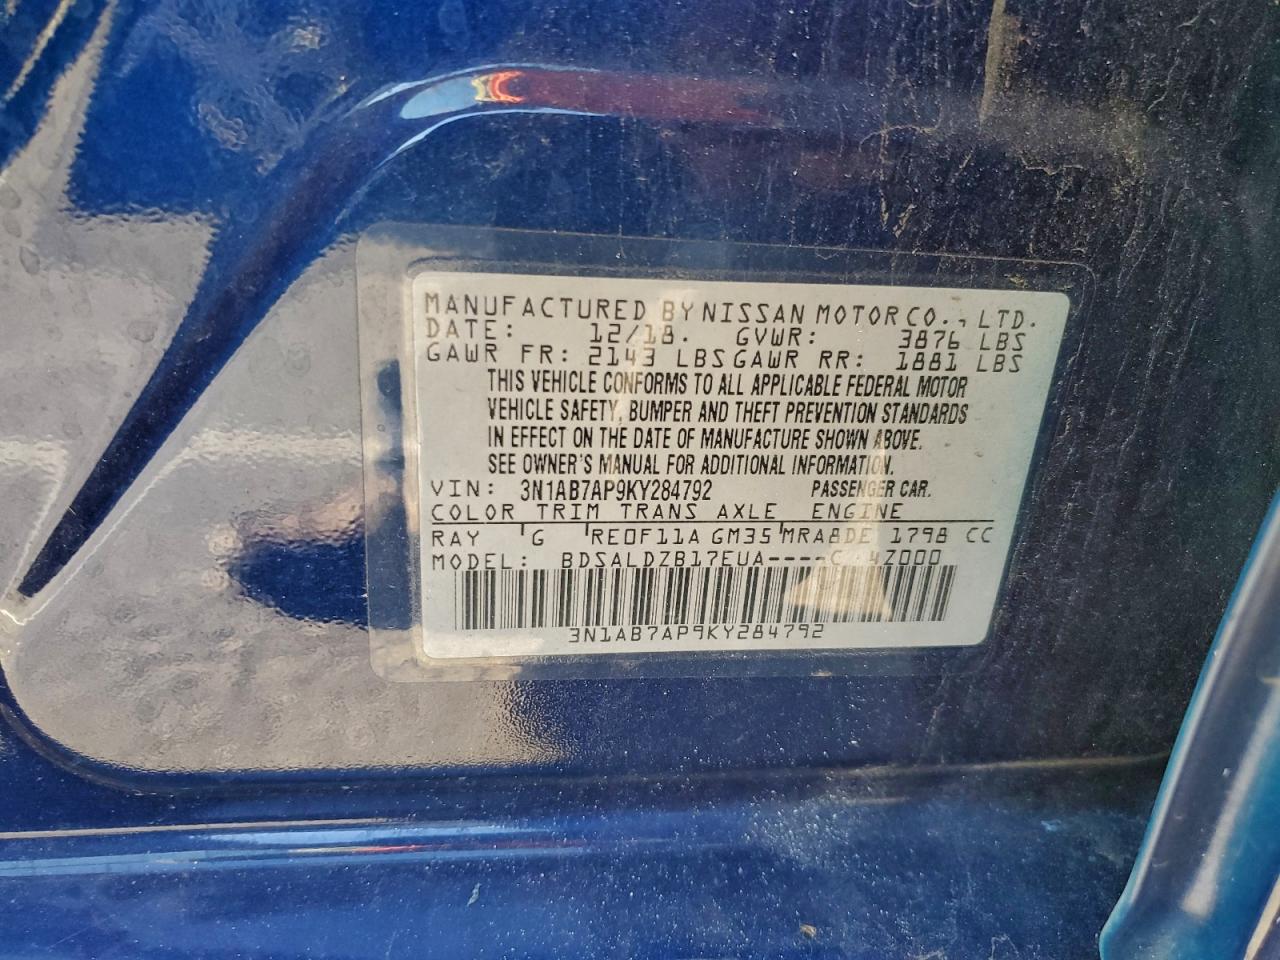 MANUFACTURED BY NISSAN MOTOR CO., LTD.
DATE: 12/18. GVWR: 3876 LBS
GAWR FR: 2143 LBS GAWR RR: 1881 LBS
THIS VEHICLE CONFORMS TO ALL APPLICABLE FEDERAL MOTOR
VEHICLE SAFETY, BUMPER AND THEFT PREVENTION STANDARDS
IN EFFECT ON THE DATE OF MANUFACTURE SHOWN ABOVE.
SEE OWNER'S MANUAL FOR ADDITIONAL INFORMATION.
VIN: 3N1AB7AP9KY284792 PASSENGER CAR.
COLOR TRIM TRANS AXLE ENGINE
RAY G RE0F11A GM35 MRA8DE 1798 CC
MODEL: BDSALDZB17EUA----C 4Z000
3N1AB7AP9KY284792